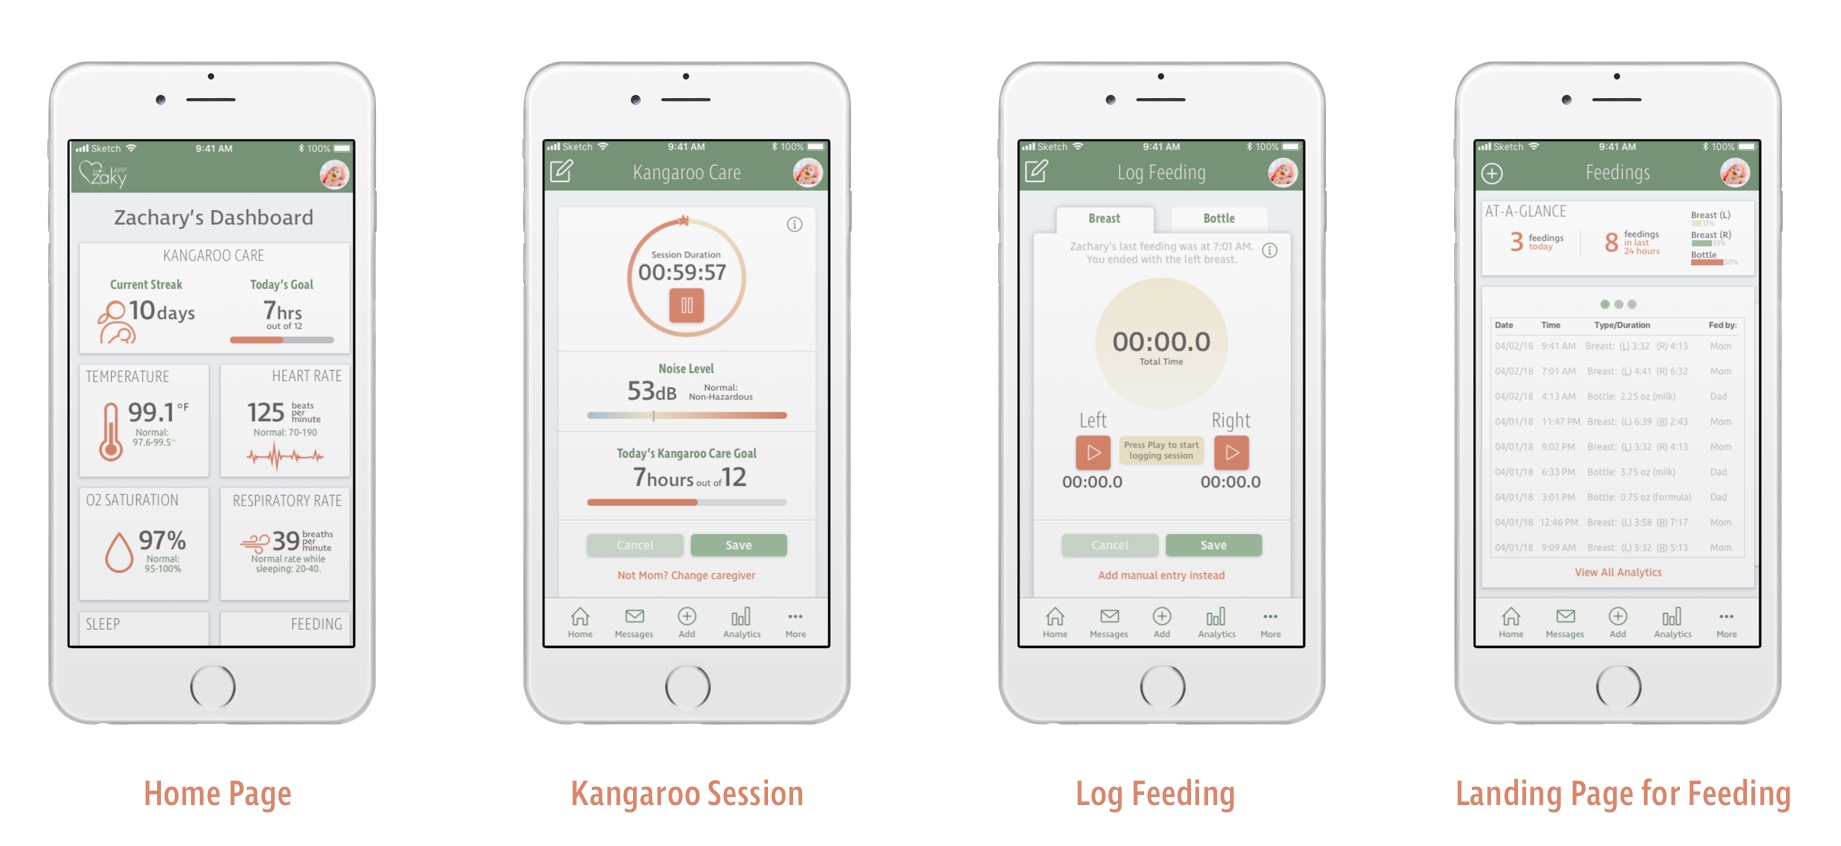 Sketch 9:41 AM 100%
zaky APP
Zachary's Dashboard
KANGAROO CARE
Current Streak
10days
Today's Goal
7hrs
out of 12
TEMPERATURE
99.1°F
Normal:
97.6-99.5
HEART RATE
125 beats
per
minute
Normal: 70-190
O2 SATURATION
97%
Normal:
95-100%
RESPIRATORY RATE
39 breaths
per
minute
Normal rate while
sleeping: 20-40.
SLEEP
FEEDING
Home Page
Sketch 9:41 AM 100%
Kangaroo Care
Session Duration
00:59:57
Noise Level
53dB
Normal:
Non-Hazardous
Today's Kangaroo Care Goal
7hours out of 12
Cancel
Save
Not Mom? Change caregiver
Home Messages Add Analytics More
Kangaroo Session
Sketch 9:41 AM 100%
Log Feeding
Breast
Bottle
Zachary's last feeding was at 7:01 AM.
You ended with the left breast.
00:00.0
Total Time
Left
Right
Press Play to start
logging session
00:00.0
00:00.0
Cancel
Save
Add manual entry instead
Home Messages Add Analytics More
Log Feeding
Sketch 9:41 AM 100%
Feedings
AT-A-GLANCE
3 feedings
today
8 feedings
in last
24 hours
Breast (L)
17%
Breast (R)
33%
Bottle
50%
Date Time Type/Duration Fed by:
04/02/18 9:41 AM Breast: (L) 3:32 (R) 4:13 Mom
04/02/18 7:01 AM Breast: (L) 4:41 (R) 6:32 Mom
04/02/18 4:13 AM Bottle: 2.25 oz (milk) Dad
04/01/18 11:47 PM Breast: (L) 6:39 (R) 2:43 Mom
04/01/18 9:02 PM Breast: (L) 3:32 (R) 4:13 Mom
04/01/18 6:33 PM Bottle: 3.75 oz (milk) Dad
04/01/18 3:01 PM Bottle: 0.75 oz (formula) Dad
04/01/18 12:46 PM Breast: (L) 3:58 (R) 7:17 Mom
04/01/18 9:09 AM Breast: (L) 5:32 (R) 5:13 Mom
View All Analytics
Home Messages Add Analytics More
Landing Page for Feeding